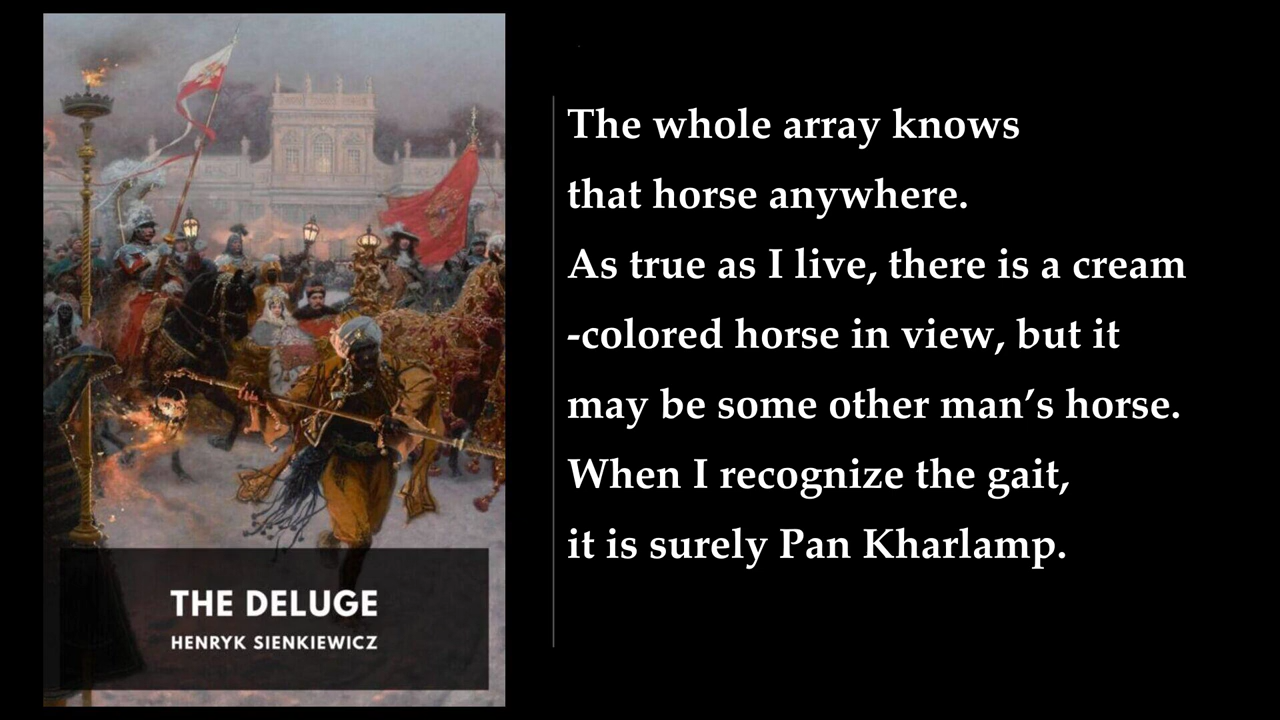 THE DELUGE
HENRYK SIENKIEWICZ
The whole array knows
that horse anywhere.
As true as I live, there is a cream
-colored horse in view, but it
may be some other man’s horse.
When I recognize the gait,
it is surely Pan Kharlamp.